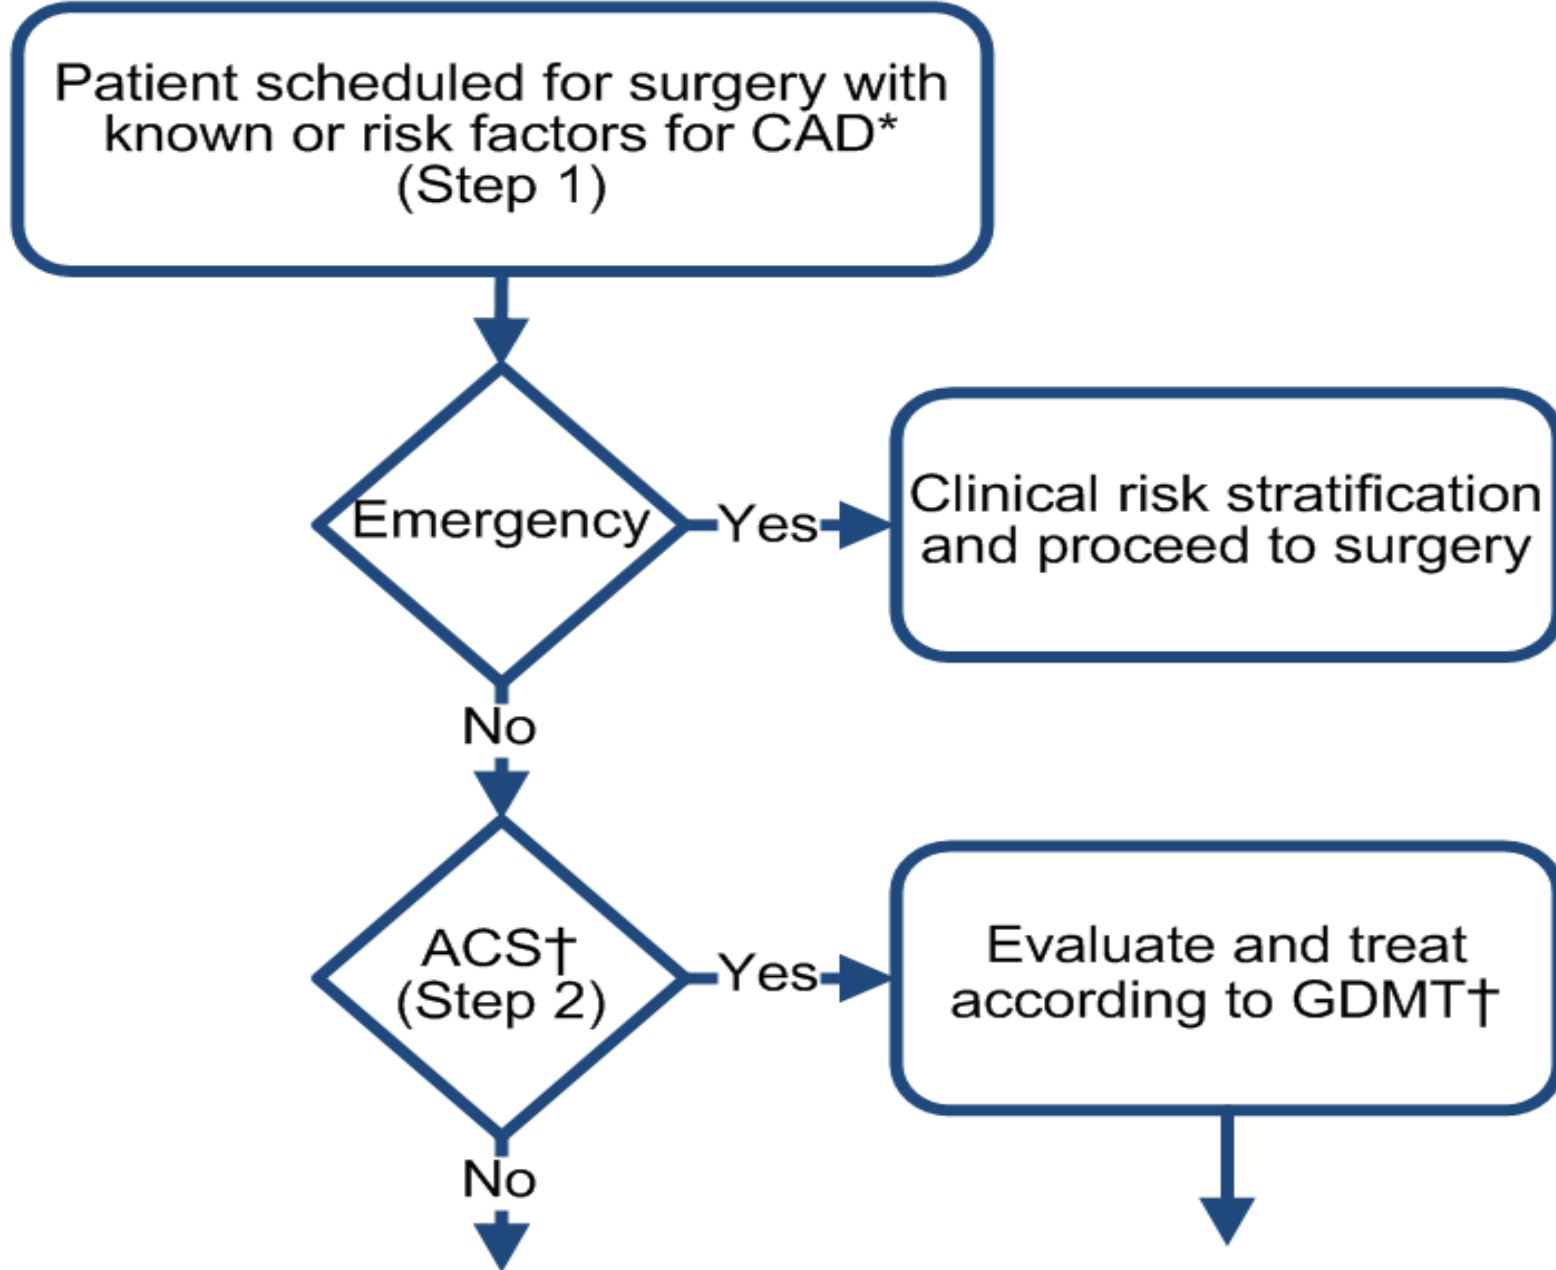 Patient scheduled for surgery with
known or risk factors for CAD*
(Step 1)
Emergency
Yes
Clinical risk stratification
and proceed to surgery
No
ACS†
(Step 2)
Yes
Evaluate and treat
according to GDMT†
No